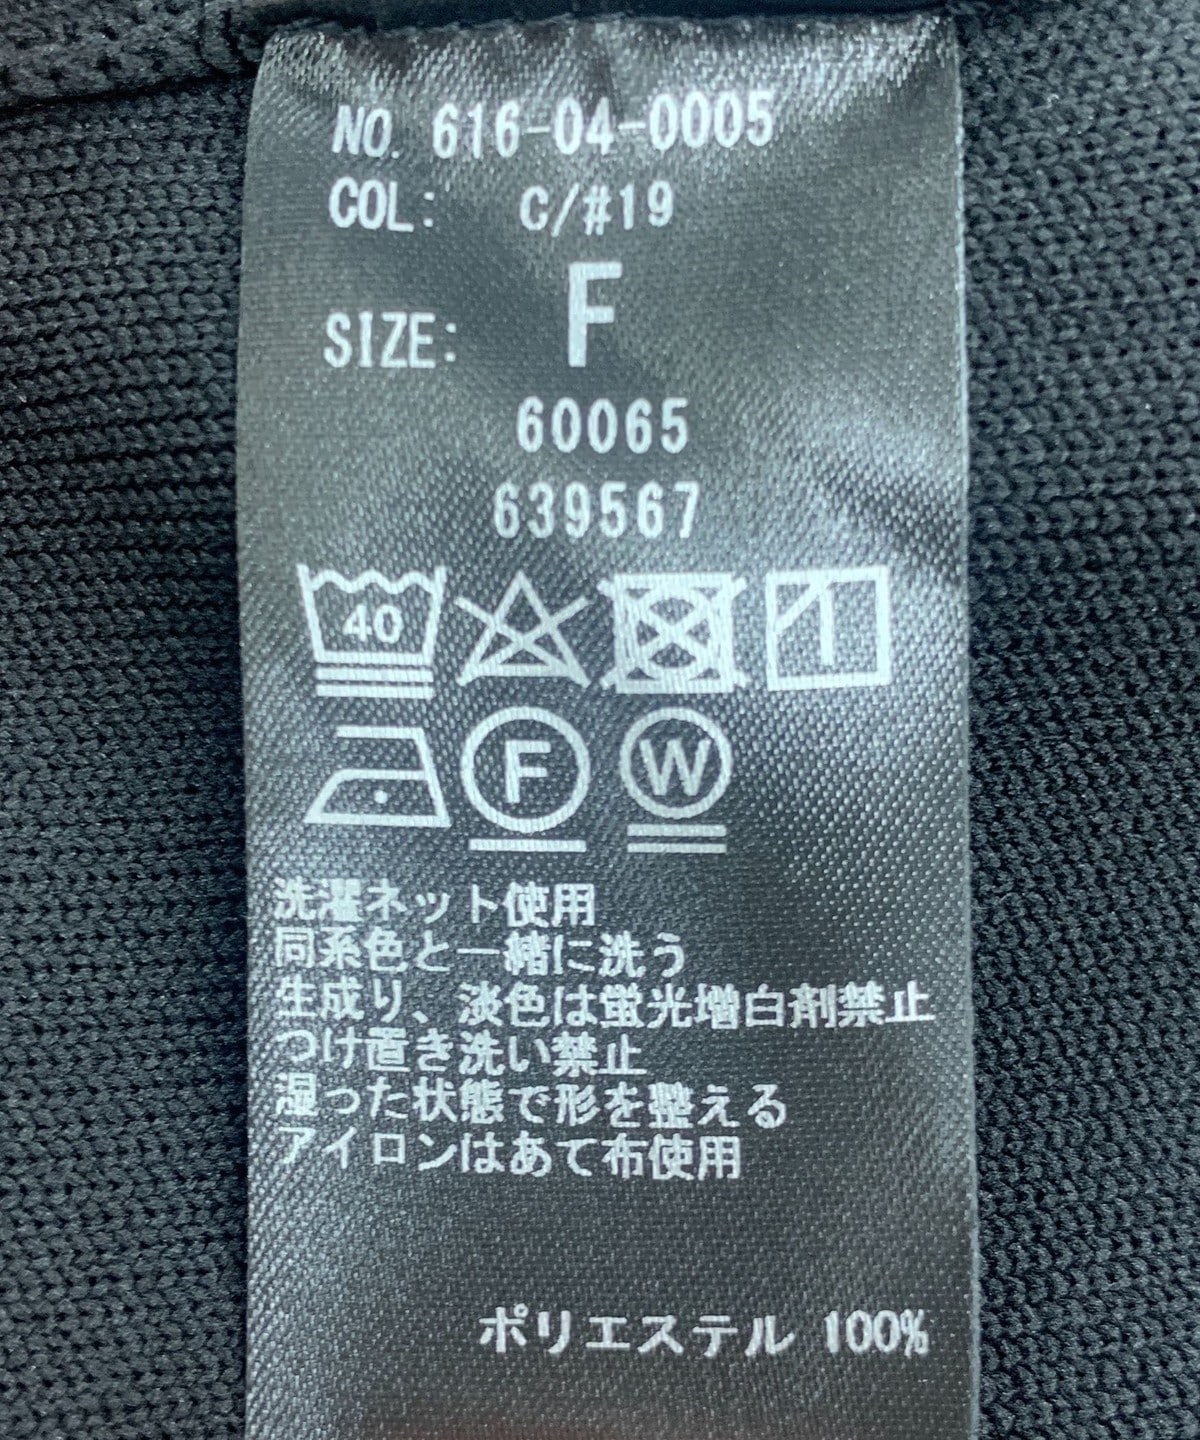 NO. 616-04-0005
COL: C/#19
SIZE: F
60065
639567
40
F W
洗濯ネット使用
同系色と一緒に洗う
生成り、淡色は蛍光増白剤禁止
つけ置き洗い禁止
湿った状態で形を整える
アイロンはあて布使用
ポリエステル 100%